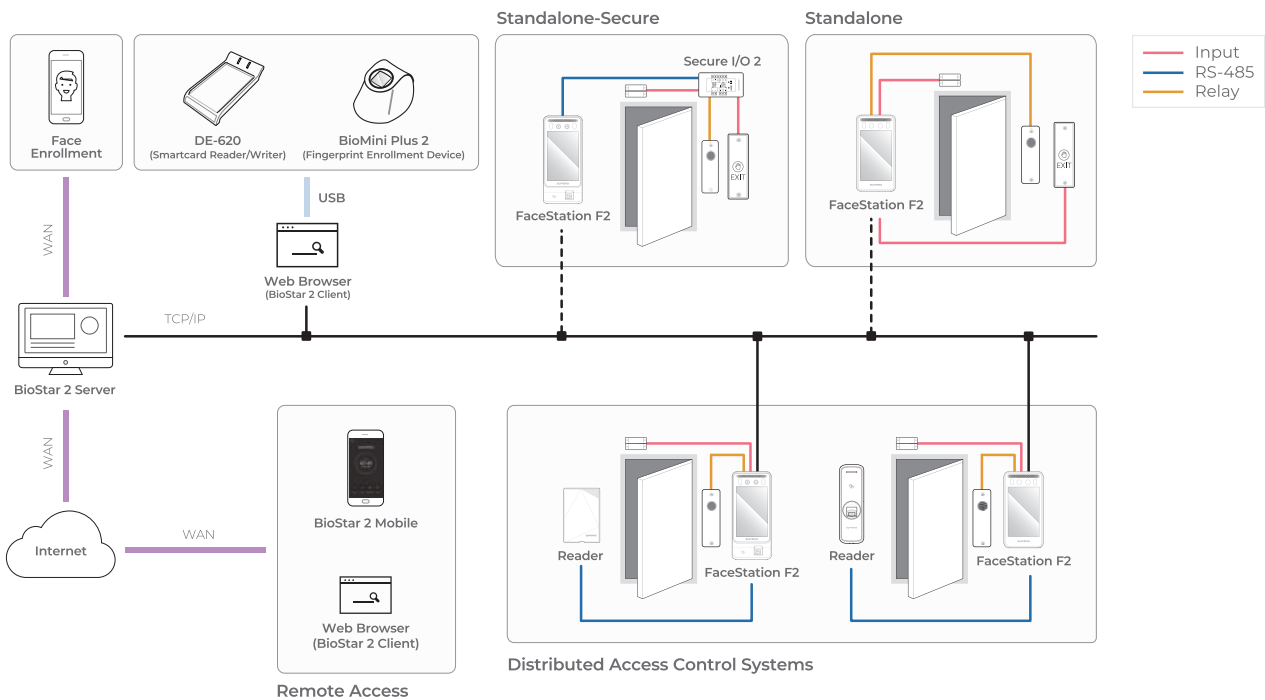 Standalone-Secure
Standalone
Input
RS-485
Relay
Face
Enrollment
DE-620
(Smartcard Reader/Writer)
BioMini Plus 2
(Fingerprint Enrollment Device)
Secure I/O 2
EXIT
FaceStation F2
EXIT
FaceStation F2
WAN
USB
Web Browser
(BioStar 2 Client)
TCP/IP
BioStar 2 Server
WAN
Internet
WAN
BioStar 2 Mobile
Web Browser
(BioStar 2 Client)
Remote Access
Reader
FaceStation F2
Reader
FaceStation F2
Distributed Access Control Systems